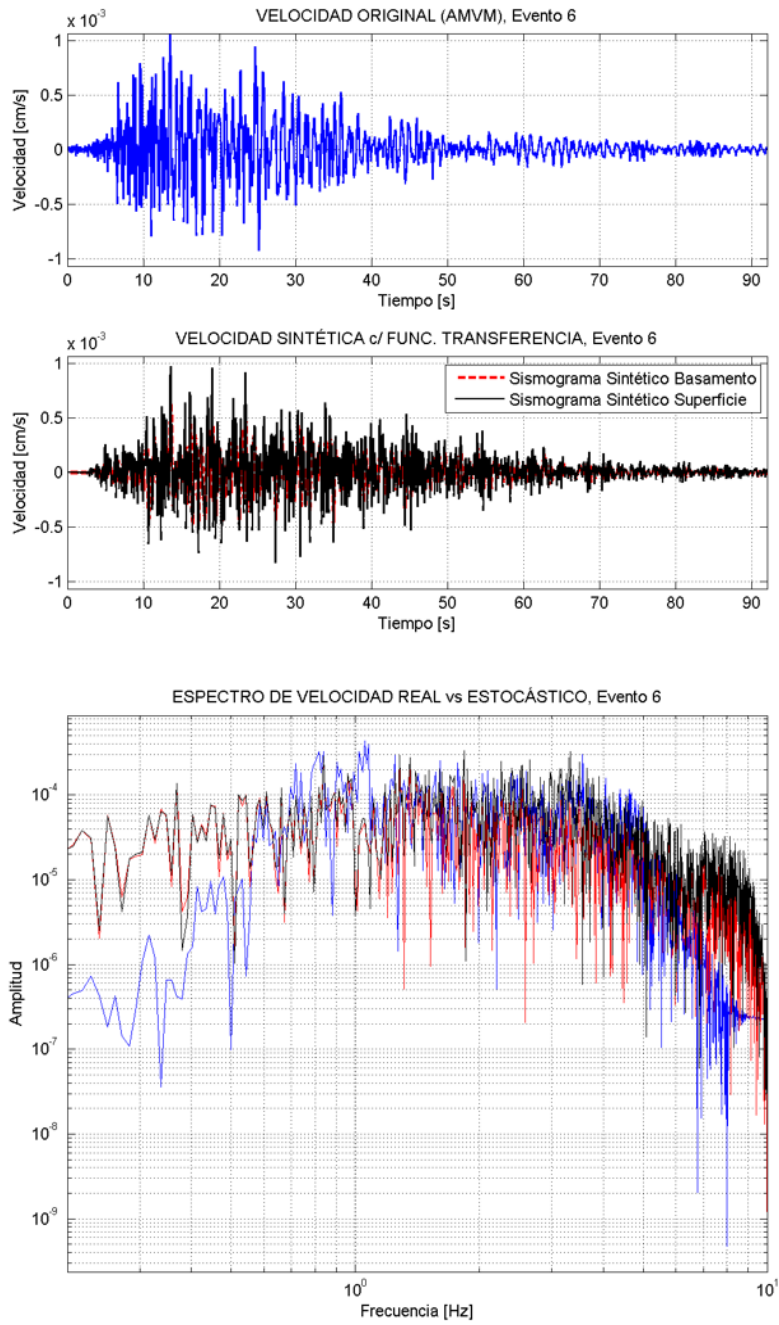 VELOCIDAD ORIGINAL (AMVM), Evento 6
x 10^-3
1
0.5
0
-0.5
-1
Velocidad [cm/s]
0 10 20 30 40 50 60 70 80 90
Tiempo [s]
VELOCIDAD SINTÉTICA c/ FUNC. TRANSFERENCIA, Evento 6
x 10^-3
1
0.5
0
-0.5
-1
Velocidad [cm/s]
Sismograma Sintético Basamento
Sismograma Sintético Superficie
0 10 20 30 40 50 60 70 80 90
Tiempo [s]
ESPECTRO DE VELOCIDAD REAL vs ESTOCÁSTICO, Evento 6
10^-4
10^-5
10^-6
10^-7
10^-8
10^-9
Amplitud
10^0 10^1
Frecuencia [Hz]